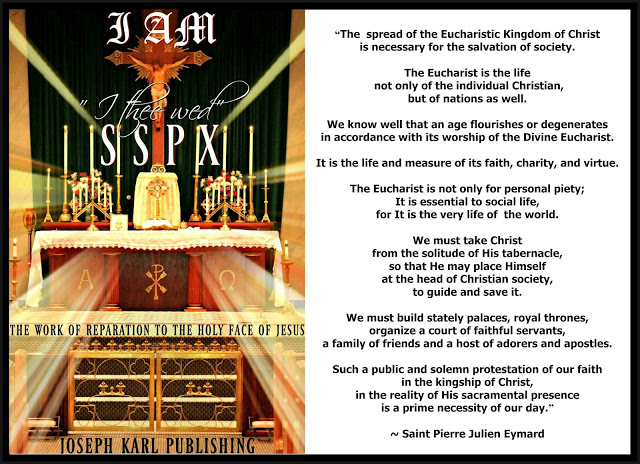 I AM
" I thee wed"
S S P X
Α Ω
THE WORK OF REPARATION TO THE HOLY FACE OF JESUS
JOSEPH KARL PUBLISHING
“The spread of the Eucharistic Kingdom of Christ
is necessary for the salvation of society.
The Eucharist is the life
not only of the individual Christian,
but of nations as well.
We know well that an age flourishes or degenerates
in accordance with its worship of the Divine Eucharist.
It is the life and measure of its faith, charity, and virtue.
The Eucharist is not only for personal piety;
It is essential to social life,
for It is the very life of the world.
We must take Christ
from the solitude of His tabernacle,
so that He may place Himself
at the head of Christian society,
to guide and save it.
We must build stately palaces, royal thrones,
organize a court of faithful servants,
a family of friends and a host of adorers and apostles.
Such a public and solemn protestation of our faith
in the kingship of Christ,
in the reality of His sacramental presence
is a prime necessity of our day.”
~ Saint Pierre Julien Eymard